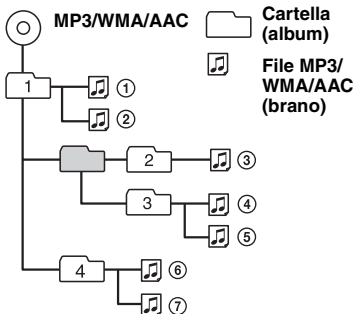 MP3/WMA/AAC
Cartella
(album)
File MP3/
WMA/AAC
(brano)
1
①
②
2
③
3
④
⑤
4
⑥
⑦